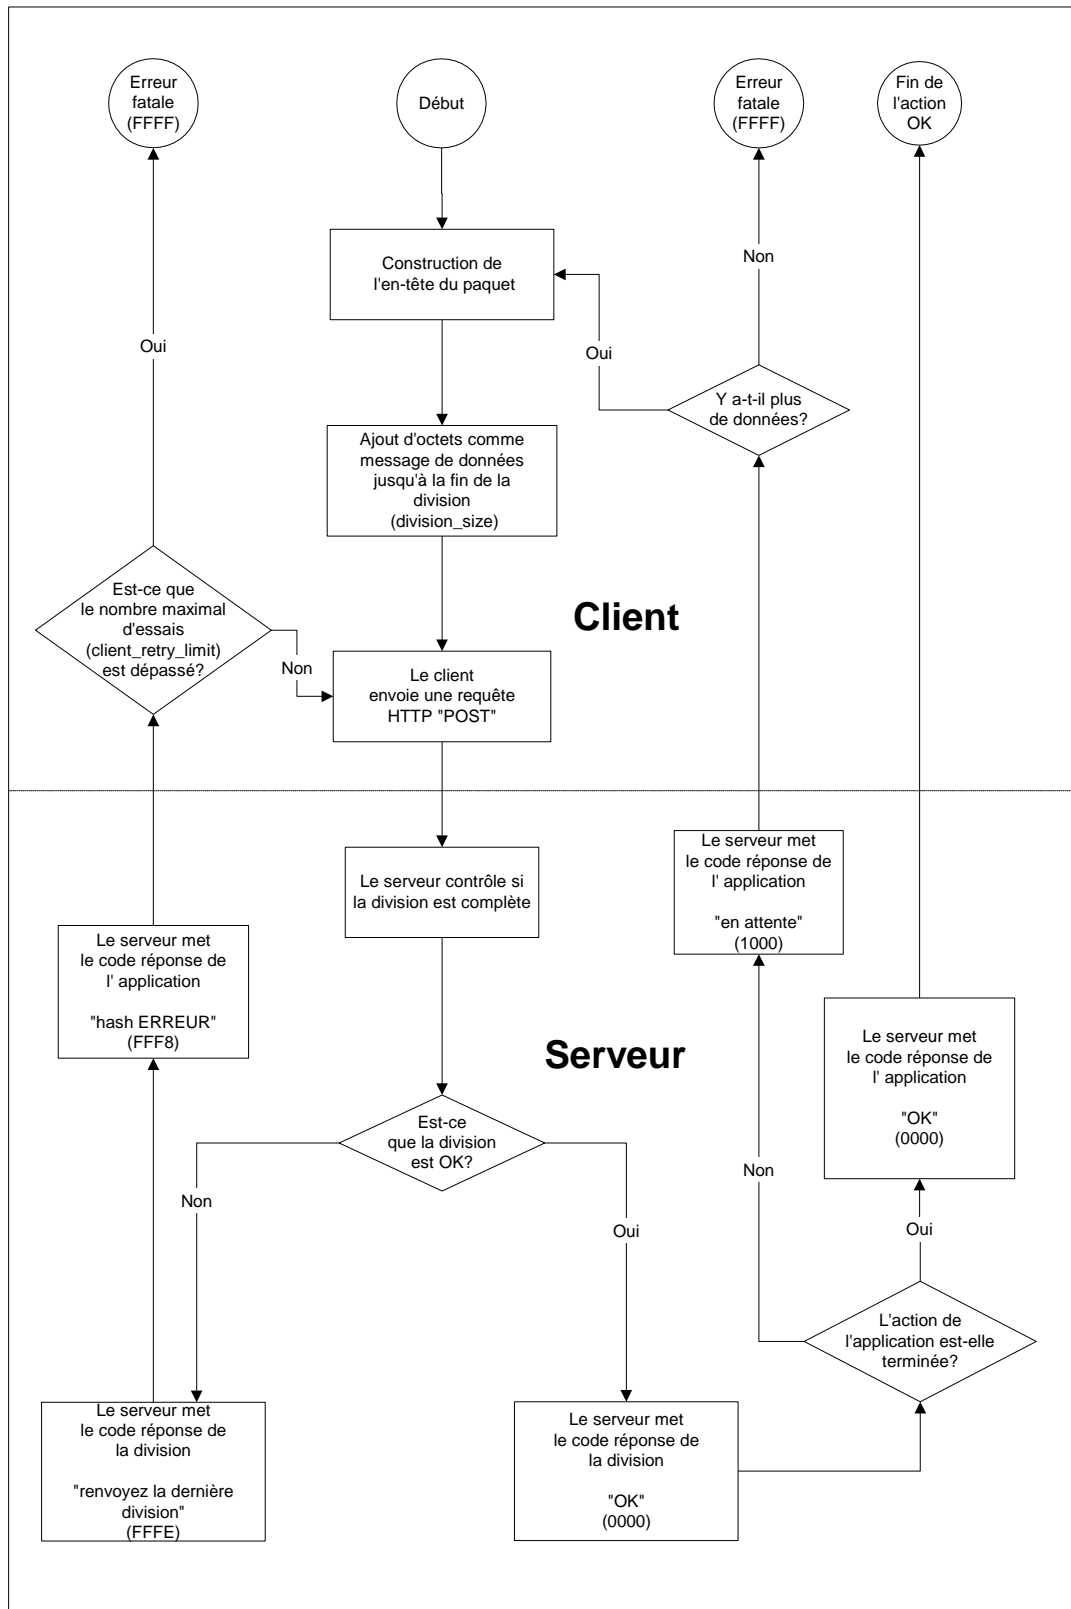 Erreur
fatale
(FFFF)
Début
Erreur
fatale
(FFFF)
Fin de
l'action
OK
Construction de
l'en-tête du paquet
Non
Oui
Oui
Y a-t-il plus
de données?
Ajout d'octets comme
message de données
jusqu'à la fin de la
division
(division_size)
Est-ce que
le nombre maximal
d'essais
(client_retry_limit)
est dépassé?
Client
Non
Le client
envoie une requête
HTTP "POST"
Le serveur contrôle si
la division est complète
Le serveur met
le code réponse de
l' application
"en attente"
(1000)
Le serveur met
le code réponse de
l' application
"hash ERREUR"
(FFF8)
Serveur
Le serveur met
le code réponse de
l' application
"OK"
(0000)
Est-ce
que la division
est OK?
Non
Non
Oui
Oui
L'action de
l'application est-elle
terminée?
Le serveur met
le code réponse de
la division
"renvoyez la dernière
division"
(FFFE)
Le serveur met
le code réponse de
la division
"OK"
(0000)